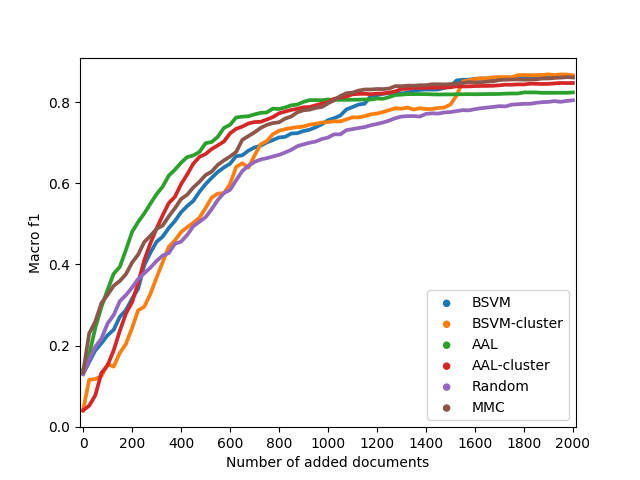 Macro f1
0.8
0.6
0.4
0.2
0.0
BSVM
BSVM-cluster
AAL
AAL-cluster
Random
MMC
0 200 400 600 800 1000 1200 1400 1600 1800 2000
Number of added documents